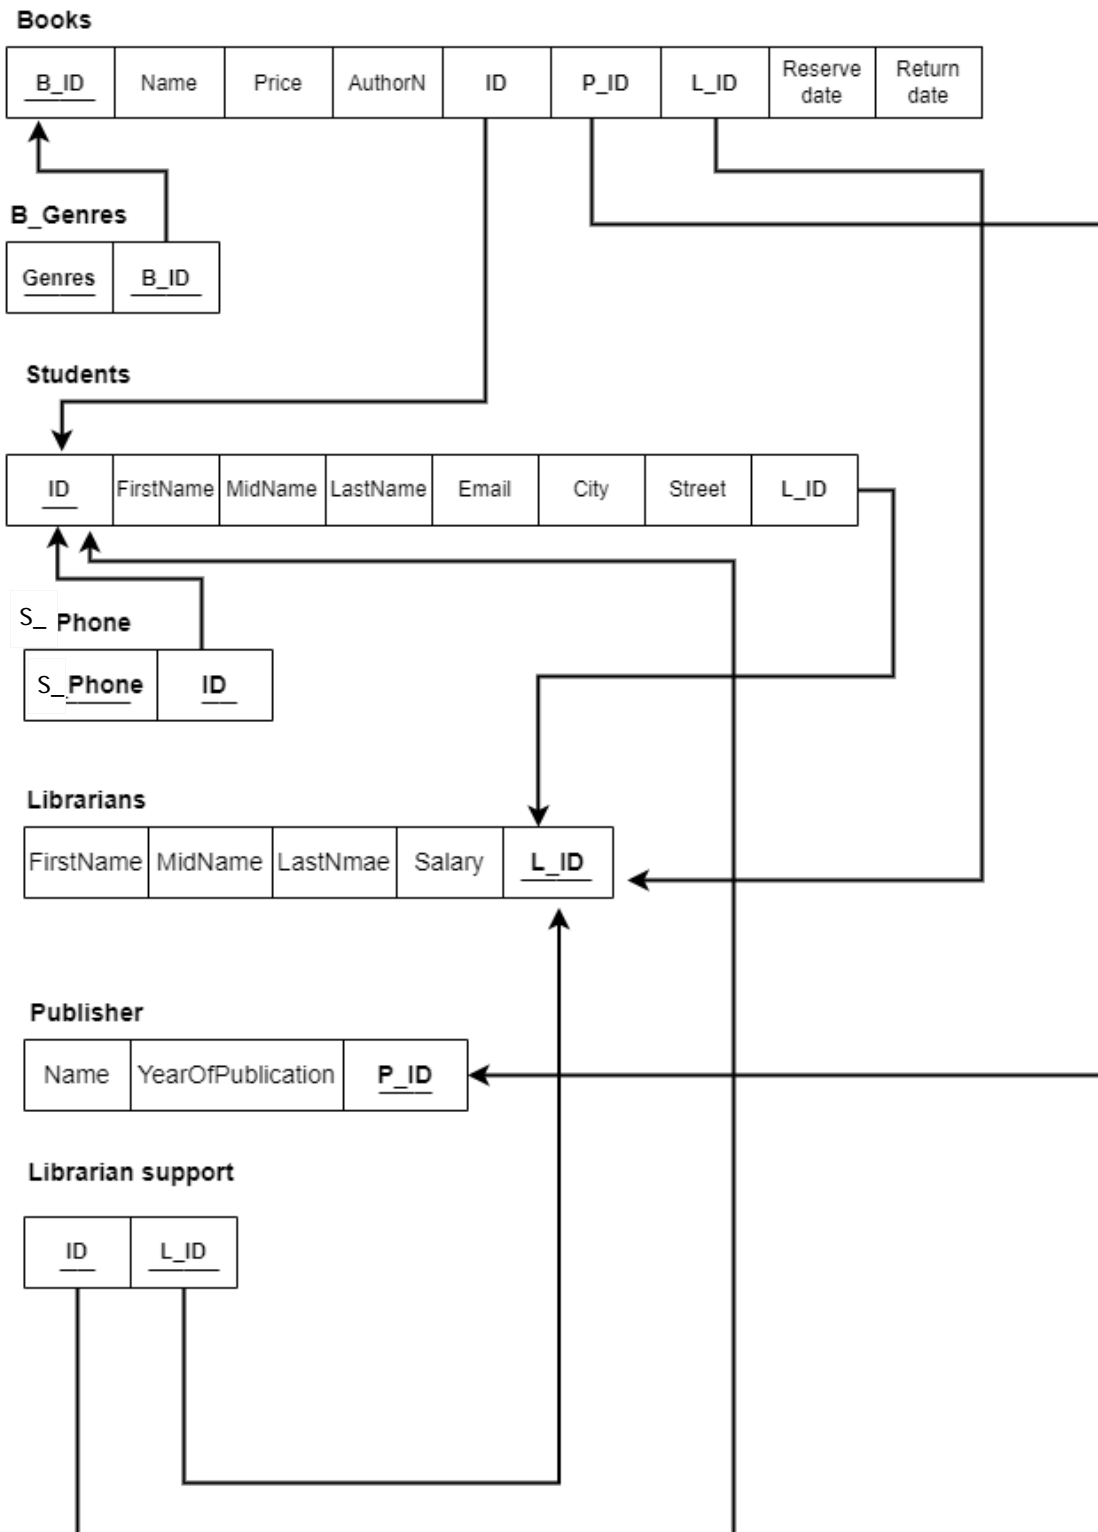 Books
B_ID Name Price AuthorN ID P_ID L_ID Reserve date Return date
B_Genres
Genres B_ID
Students
ID FirstName MidName LastName Email City Street L_ID
S_ Phone
S_Phone ID
Librarians
FirstName MidName LastNmae Salary L_ID
Publisher
Name YearOfPublication P_ID
Librarian support
ID L_ID